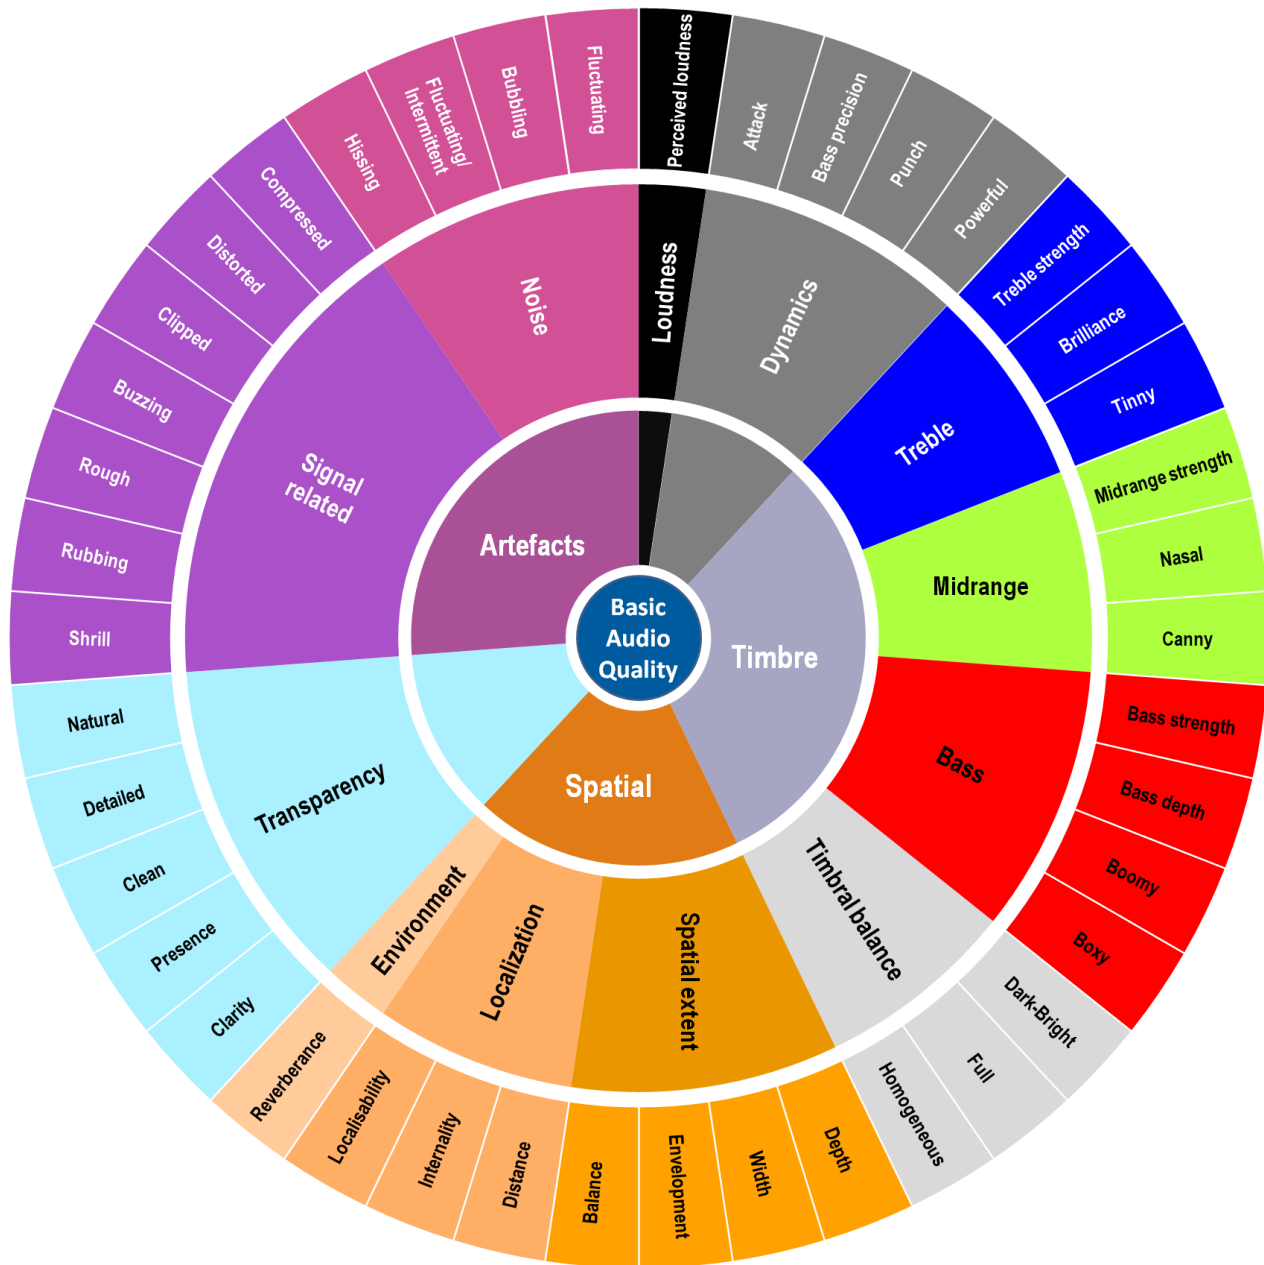 Basic
Audio
Quality
Artefacts
Timbre
Spatial
Loudness
Dynamics
Treble
Midrange
Bass
Timbral balance
Spatial extent
Localization
Environment
Transparency
Signal
related
Noise
Perceived loudness
Attack
Bass precision
Punch
Powerful
Treble strength
Brilliance
Tinny
Midrange strength
Nasal
Canny
Bass strength
Bass depth
Boomy
Boxy
Dark-Bright
Full
Homogeneous
Depth
Width
Envelopment
Balance
Distance
Internality
Localisability
Reverberance
Clarity
Presence
Clean
Detailed
Natural
Shrill
Rubbing
Rough
Buzzing
Clipped
Distorted
Compressed
Hissing
Fluctuating/
Intermittent
Bubbling
Fluctuating